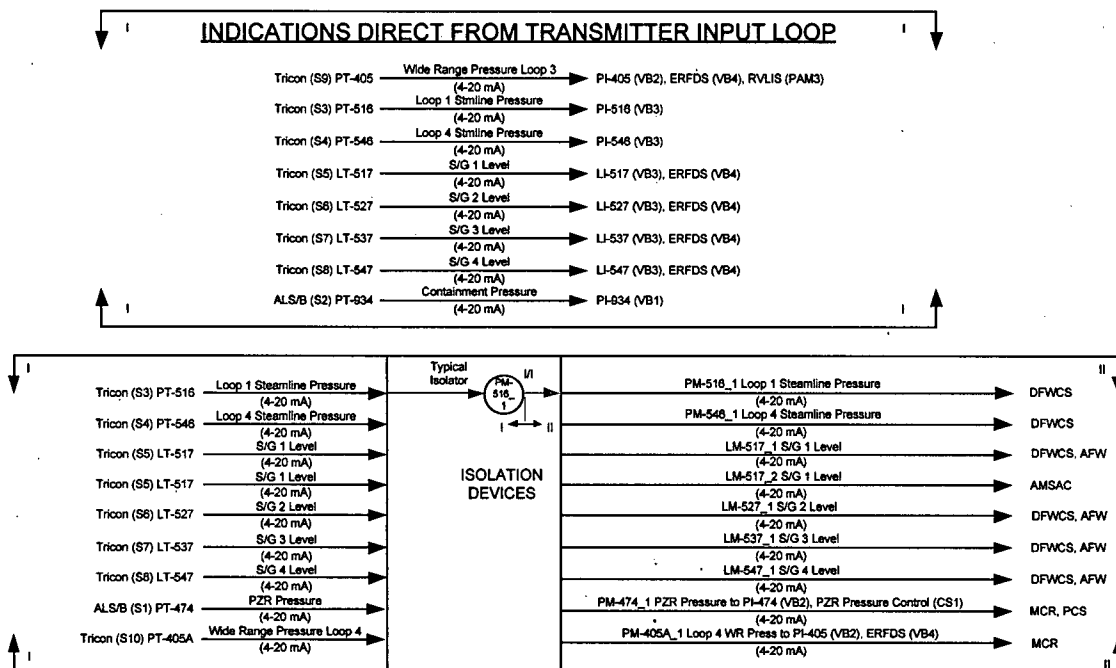 I I
INDICATIONS DIRECT FROM TRANSMITTER INPUT LOOP
Tricon (S9) PT-405 Wide Range Pressure Loop 3 (4-20 mA) PI-405 (VB2), ERFDS (VB4), RVLIS (PAM3)
Tricon (S3) PT-516 Loop 1 Stmline Pressure (4-20 mA) PI-516 (VB3)
Tricon (S4) PT-546 Loop 4 Stmline Pressure (4-20 mA) PI-546 (VB3)
Tricon (S5) LT-517 S/G 1 Level (4-20 mA) LI-517 (VB3), ERFDS (VB4)
Tricon (S6) LT-527 S/G 2 Level (4-20 mA) LI-527 (VB3), ERFDS (VB4)
Tricon (S7) LT-537 S/G 3 Level (4-20 mA) LI-537 (VB3), ERFDS (VB4)
Tricon (S8) LT-547 S/G 4 Level (4-20 mA) LI-547 (VB3), ERFDS (VB4)
ALS/B (S2) PT-934 Containment Pressure (4-20 mA) PI-934 (VB1)
I I
I II
Tricon (S3) PT-516 Loop 1 Steamline Pressure (4-20 mA)
Tricon (S4) PT-546 Loop 4 Steamline Pressure (4-20 mA)
Tricon (S5) LT-517 S/G 1 Level (4-20 mA)
Tricon (S5) LT-517 S/G 1 Level (4-20 mA)
Tricon (S6) LT-527 S/G 2 Level (4-20 mA)
Tricon (S7) LT-537 S/G 3 Level (4-20 mA)
Tricon (S8) LT-547 S/G 4 Level (4-20 mA)
ALS/B (S1) PT-474 PZR Pressure (4-20 mA)
Tricon (S10) PT-405A Wide Range Pressure Loop 4 (4-20 mA)
Typical
Isolator
PM-
516_
1
I/I
I II
ISOLATION
DEVICES
PM-516_1 Loop 1 Steamline Pressure (4-20 mA) DFWCS
PM-546_1 Loop 4 Steamline Pressure (4-20 mA) DFWCS
LM-517_1 S/G 1 Level (4-20 mA) DFWCS, AFW
LM-517_2 S/G 1 Level (4-20 mA) AMSAC
LM-527_1 S/G 2 Level (4-20 mA) DFWCS, AFW
LM-537_1 S/G 3 Level (4-20 mA) DFWCS, AFW
LM-547_1 S/G 4 Level (4-20 mA) DFWCS, AFW
PM-474_1 PZR Pressure to PI-474 (VB2), PZR Pressure Control (CS1) (4-20 mA) MCR, PCS
PM-405A_1 Loop 4 WR Press to PI-405 (VB2), ERFDS (VB4) (4-20 mA) MCR
I II